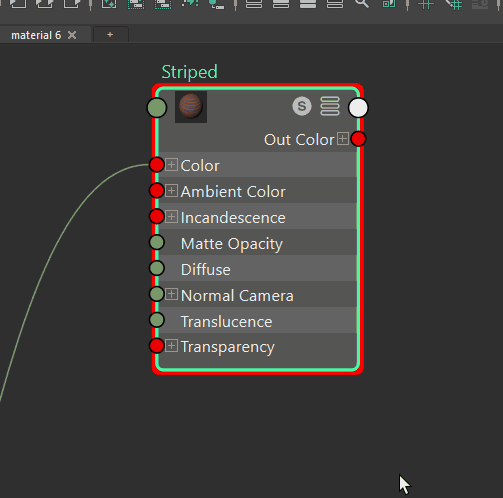 material 6
+
Striped
S
Out Color
Color
Ambient Color
Incandescence
Matte Opacity
Diffuse
Normal Camera
Translucence
Transparency